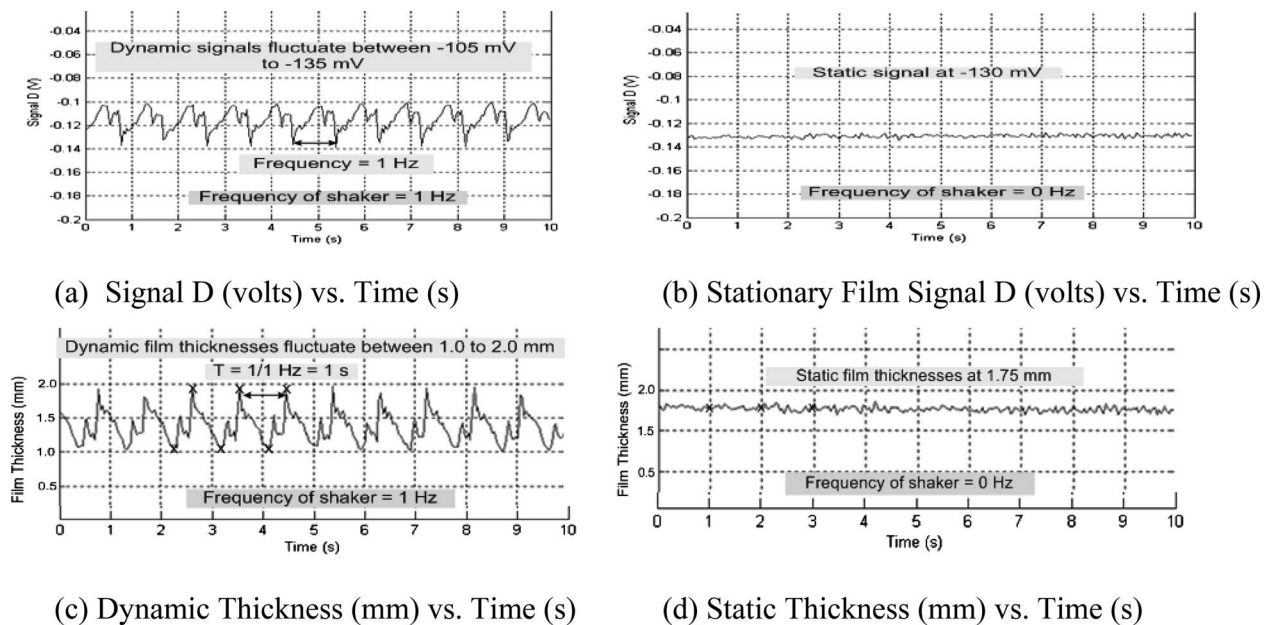 -0.04
-0.06
-0.08
-0.1
-0.12
-0.14
-0.16
-0.18
-0.2
Signal D (V)
Dynamic signals fluctuate between -105 mV
to -135 mV
Frequency = 1 Hz
Frequency of shaker = 1 Hz
0 1 2 3 4 5 6 7 8 9 10
Time (s)
-0.04
-0.06
-0.08
-0.1
-0.12
-0.14
-0.16
-0.18
-0.2
Signal D (V)
Static signal at -130 mV
Frequency of shaker = 0 Hz
0 1 2 3 4 5 6 7 8 9 10
Time (s)
(a) Signal D (volts) vs. Time (s)
(b) Stationary Film Signal D (volts) vs. Time (s)
Dynamic film thicknesses fluctuate between 1.0 to 2.0 mm
T = 1/1 Hz = 1 s
2.0
1.5
1.0
0.5
Film Thickness (mm)
Frequency of shaker = 1 Hz
0 1 2 3 4 5 6 7 8 9 10
Time (s)
2.0
1.5
0.5
Film Thickness (mm)
Static film thicknesses at 1.75 mm
Frequency of shaker = 0 Hz
0 1 2 3 4 5 6 7 8 9 10
Time (s)
(c) Dynamic Thickness (mm) vs. Time (s)
(d) Static Thickness (mm) vs. Time (s)